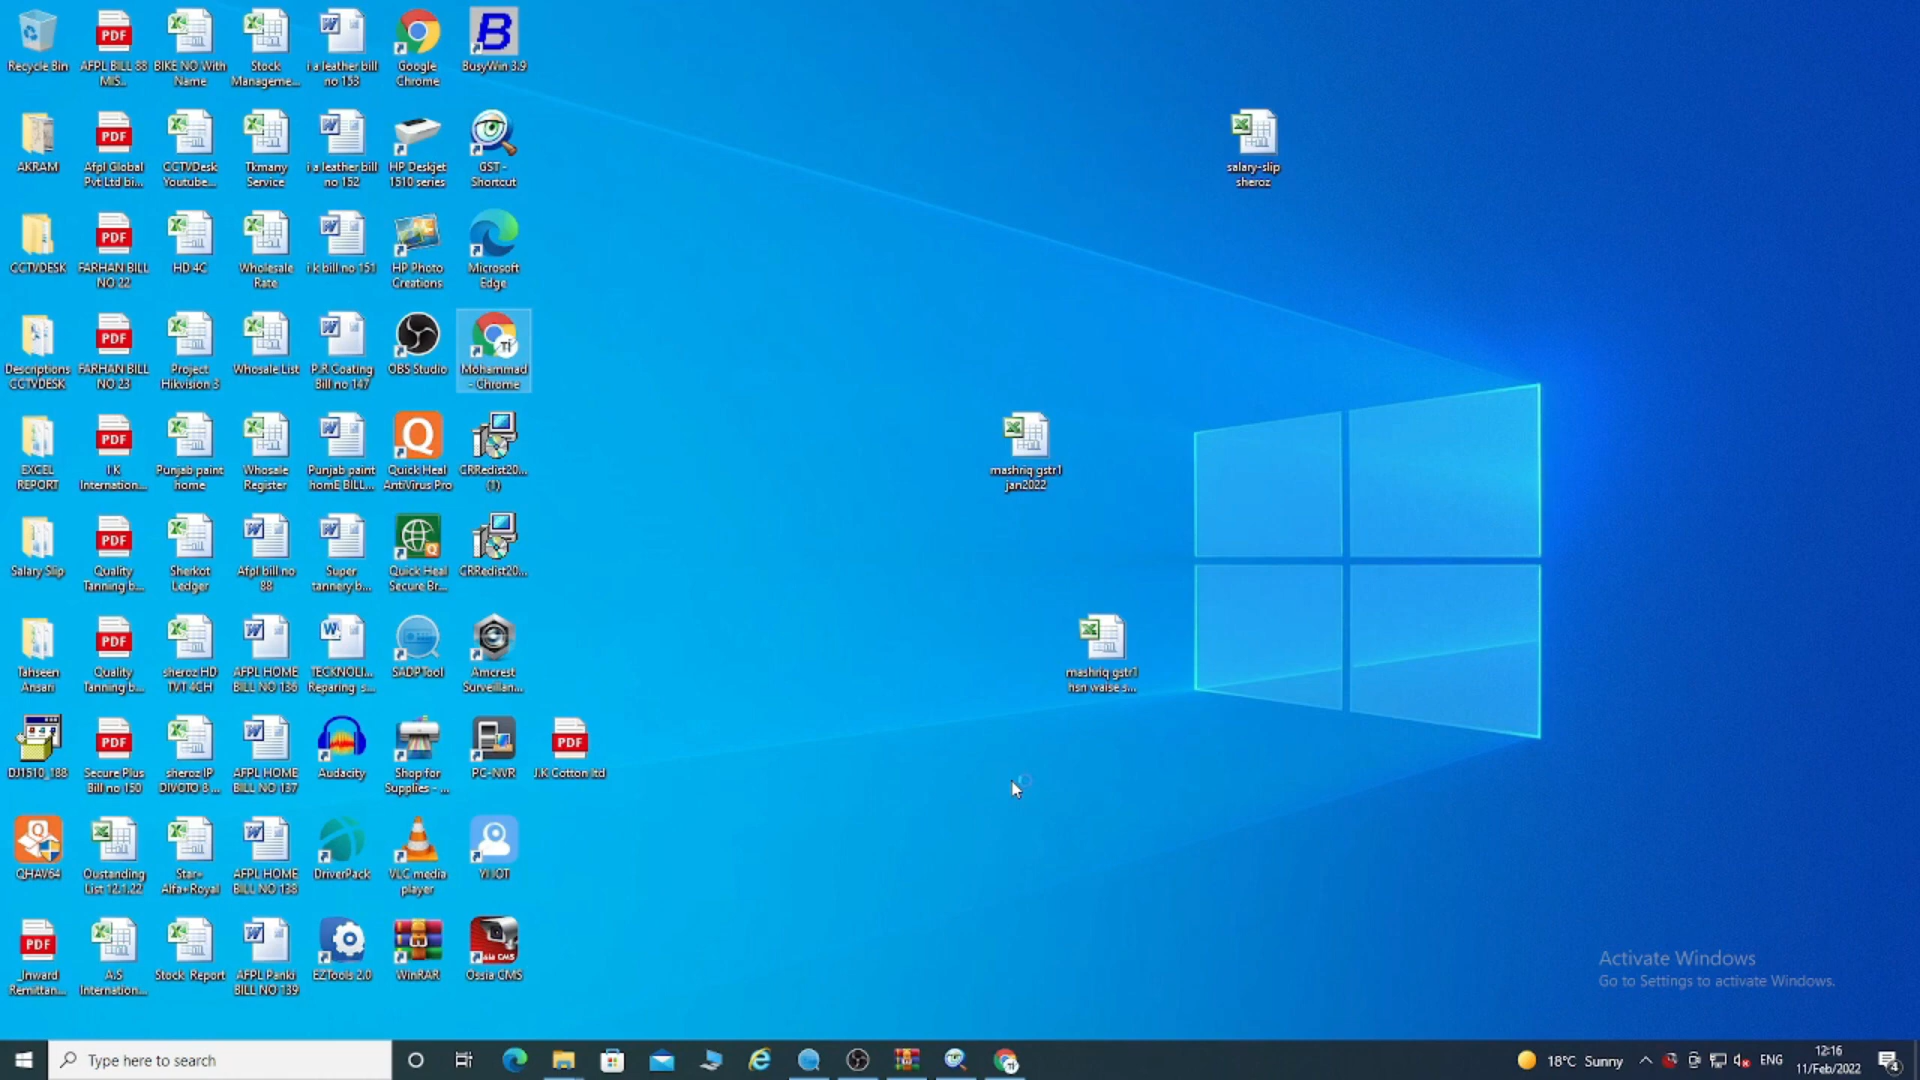 Recycle Bin
AFPL BILL 88
MIS..
BIKE NO With
Name
Stock
Manageme...
i a leather bill
no 153
Google
Chrome
BusyWin 3.9
AKRAM
Afpl Global
Pvt Ltd bi...
CCTVDesk
Youtube...
Tkmany
Service
i a leather bill
no 152
HP Deskjet
1510 series
GST -
Shortcut
salary-slip
sheroz
CCTVDESK
FARHAN BILL
NO 22
HD 4C
Wholesale
Rate
i k bill no 151
HP Photo
Creations
Microsoft
Edge
Descriptions
CCTVDESK
FARHAN BILL
NO 23
Project
Hikvision 3
Whosale List
P.R Coating
Bill no 147
OBS Studio
Mohammad
- Chrome
EXCEL
REPORT
I K
Internation...
Punjab paint
home
Whosale
Register
Punjab paint
homE BILL...
Quick Heal
AntiVirus Pro
CRRedist20...
(1)
mashriq gstr1
jan2022
Salary Slip
Quality
Tanning b...
Sherkot
Ledger
Afpl bill no
88
Super
tannery b...
Quick Heal
Secure Br...
CRRedist20...
Tahseen
Ansari
Quality
Tanning b...
sheroz HD
TVT 4CH
AFPL HOME
BILL NO 136
TECKNOLI...
Reparing s...
SADPTool
Amcrest
Surveillan...
mashriq gstr1
hsn waise s...
DJ1510_188
Secure Plus
Bill no 150
sheroz IP
DIVOTO 8 ...
AFPL HOME
BILL NO 137
Audacity
Shop for
Supplies - ...
PC-NVR
J.K Cotton ltd
QHAV64
Oustanding
List 12.1.22
Star+
Alfa+Royal
AFPL HOME
BILL NO 138
DriverPack
VLC media
player
YI IOT
_Inward
Remittan...
A.S
Internation...
Stock Report
AFPL Panki
BILL NO 139
EZTools 2.0
WinRAR
Ossia CMS
Activate Windows
Go to Settings to activate Windows.
Type here to search
18°C Sunny
ENG
12:16
11/Feb/2022
4